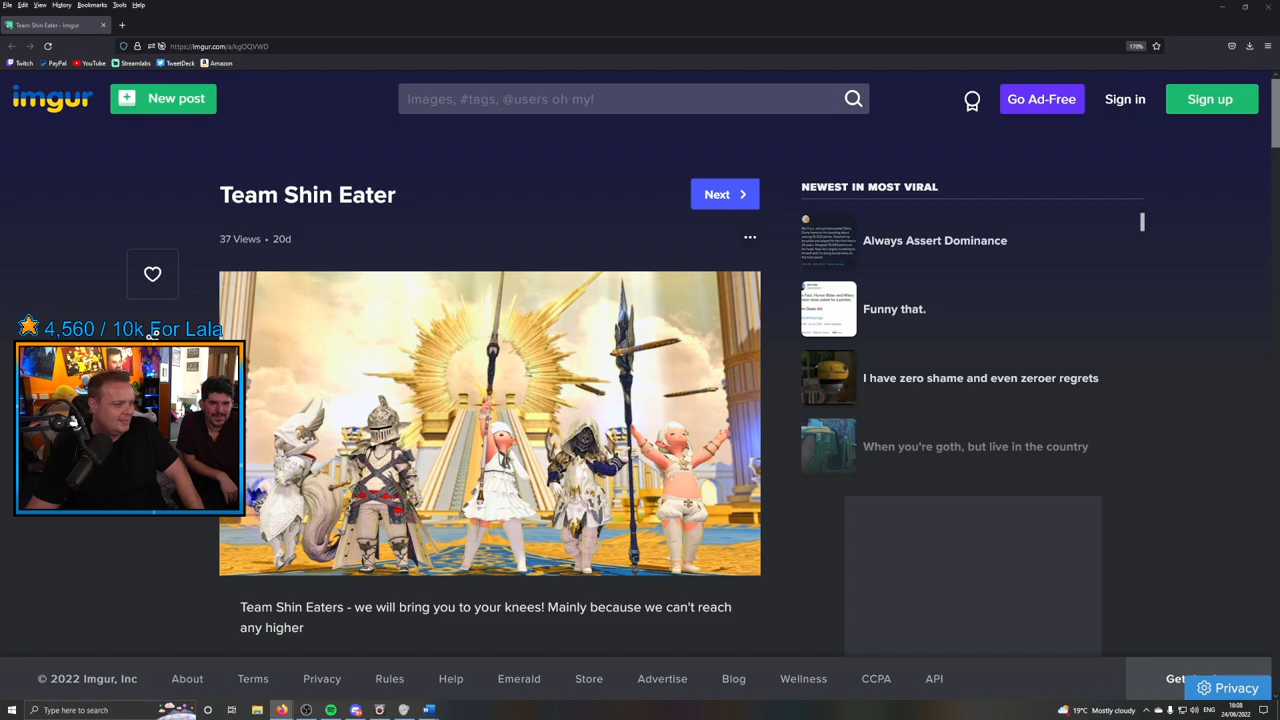 File Edit View History Bookmarks Tools Help
Team Shin Eater - Imgur
https://imgur.com/a/kgOQVWD
170%
Twitch PayPal YouTube Streamlabs TweetDeck Amazon
imgur
New post
Images, #tags, @users oh my!
Go Ad-Free
Sign in
Sign up
Team Shin Eater
Next
37 Views • 20d
NEWEST IN MOST VIRAL
Always Assert Dominance
Funny that.
I have zero shame and even zeroer regrets
When you're goth, but live in the country
4,560 / 10k For Lala
Team Shin Eaters - we will bring you to your knees! Mainly because we can't reach
any higher
© 2022 Imgur, Inc About Terms Privacy Rules Help Emerald Store Advertise Blog Wellness CCPA API
Privacy
Type here to search
19°C Mostly cloudy
ENG
16:08
24/06/2022